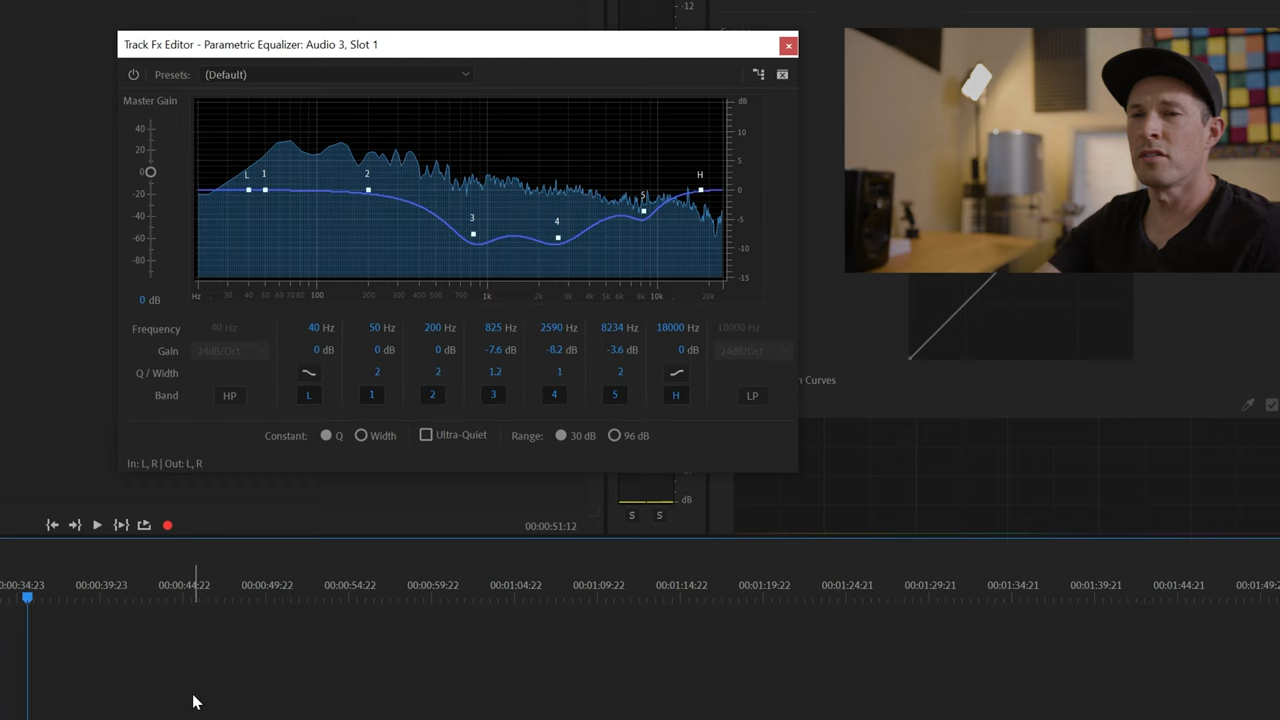 -12
Track Fx Editor - Parametric Equalizer: Audio 3, Slot 1
Presets: (Default)
Master Gain
dB
40
20
0
-20
-40
-60
-80
0 dB
10
5
0
-5
-10
-15
L 1 2 3 4 5 H
Hz 30 40 50 60 70 80 100 200 300 400 500 700 1k 2k 3k 4k 5k 6k 8k 10k 20k
Frequency 40 Hz 40 Hz 50 Hz 200 Hz 825 Hz 2590 Hz 8234 Hz 18000 Hz 18000 Hz
Gain 24dB/Oct 0 dB 0 dB 0 dB -7.6 dB -8.2 dB -3.6 dB 0 dB 24dB/Oct
Q / Width 2 2 1.2 1 2
Band HP L 1 2 3 4 5 H LP
Constant: Q Width Ultra-Quiet Range: 30 dB 96 dB
In: L, R | Out: L, R
n Curves
dB
S S
00:00:51:12
0:00:34:23 00:00:39:23 00:00:44:22 00:00:49:22 00:00:54:22 00:00:59:22 00:01:04:22 00:01:09:22 00:01:14:22 00:01:19:22 00:01:24:21 00:01:29:21 00:01:34:21 00:01:39:21 00:01:44:21 00:01:49:2